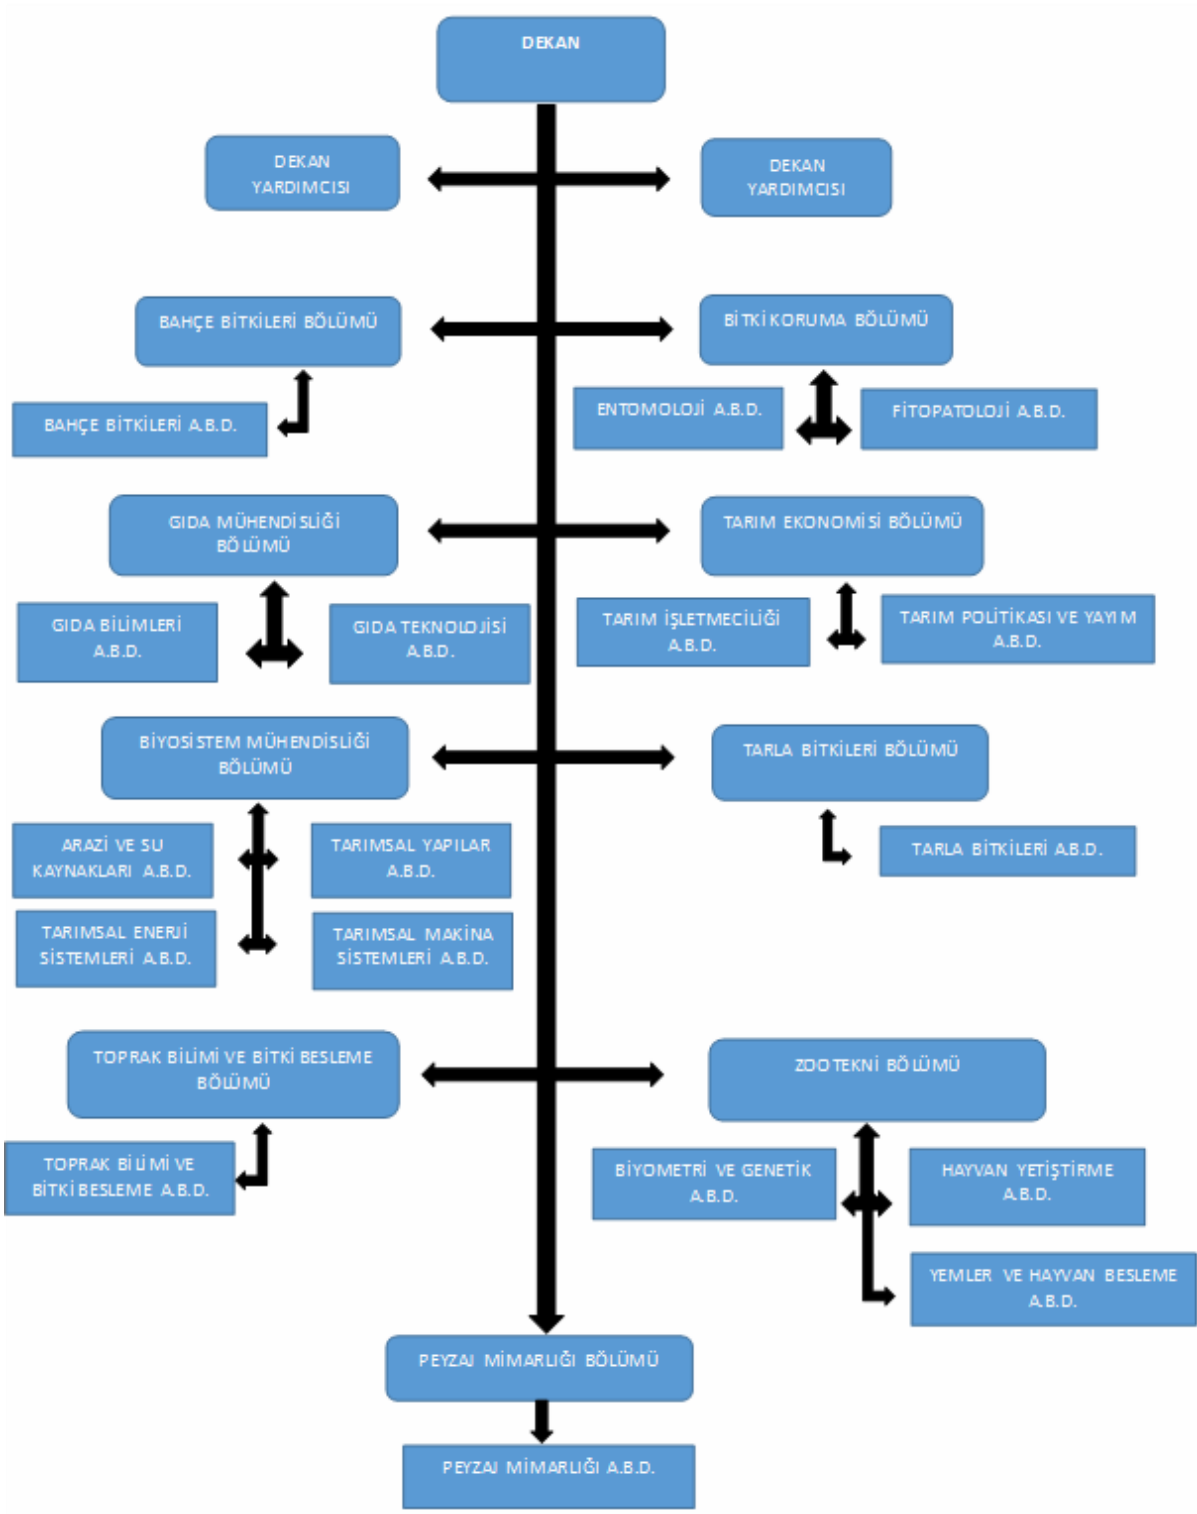 DEKAN
DEKAN
YARDIMCISI
DEKAN
YARDIMCISI
BAHÇE BİTKİLERİ BÖLÜMÜ
BİTKİ KORUMA BÖLÜMÜ
BAHÇE BİTKİLERİ A.B.D.
ENTOMOLOJİ A.B.D.
FİTOPATOLOJİ A.B.D.
GIDA MÜHENDİSLİĞİ
BÖLÜMÜ
TARIM EKONOMİSİ BÖLÜMÜ
GIDA BİLİMLERİ
A.B.D.
GIDA TEKNOLOJİSİ
A.B.D.
TARIM İŞLETMECİLİĞİ
A.B.D.
TARIM POLİTİKASI VE YAYIM
A.B.D.
BİYOSİSTEM MÜHENDİSLİĞİ
BÖLÜMÜ
TARLA BİTKİLERİ BÖLÜMÜ
ARAZİ VE SU
KAYNAKLARI A.B.D.
TARIMSAL YAPILAR
A.B.D.
TARLA BİTKİLERİ A.B.D.
TARIMSAL ENERJİ
SİSTEMLERİ A.B.D.
TARIMSAL MAKİNA
SİSTEMLERİ A.B.D.
TOPRAK BİLİMİ VE BİTKİ BESLEME
BÖLÜMÜ
ZOOTEKNİ BÖLÜMÜ
TOPRAK BİLİMİ VE
BİTKİ BESLEME A.B.D.
BİYOMETRİ VE GENETİK
A.B.D.
HAYVAN YETİŞTİRME
A.B.D.
YEMLER VE HAYVAN BESLEME
A.B.D.
PEYZAJ MİMARLIĞI BÖLÜMÜ
PEYZAJ MİMARLIĞI A.B.D.